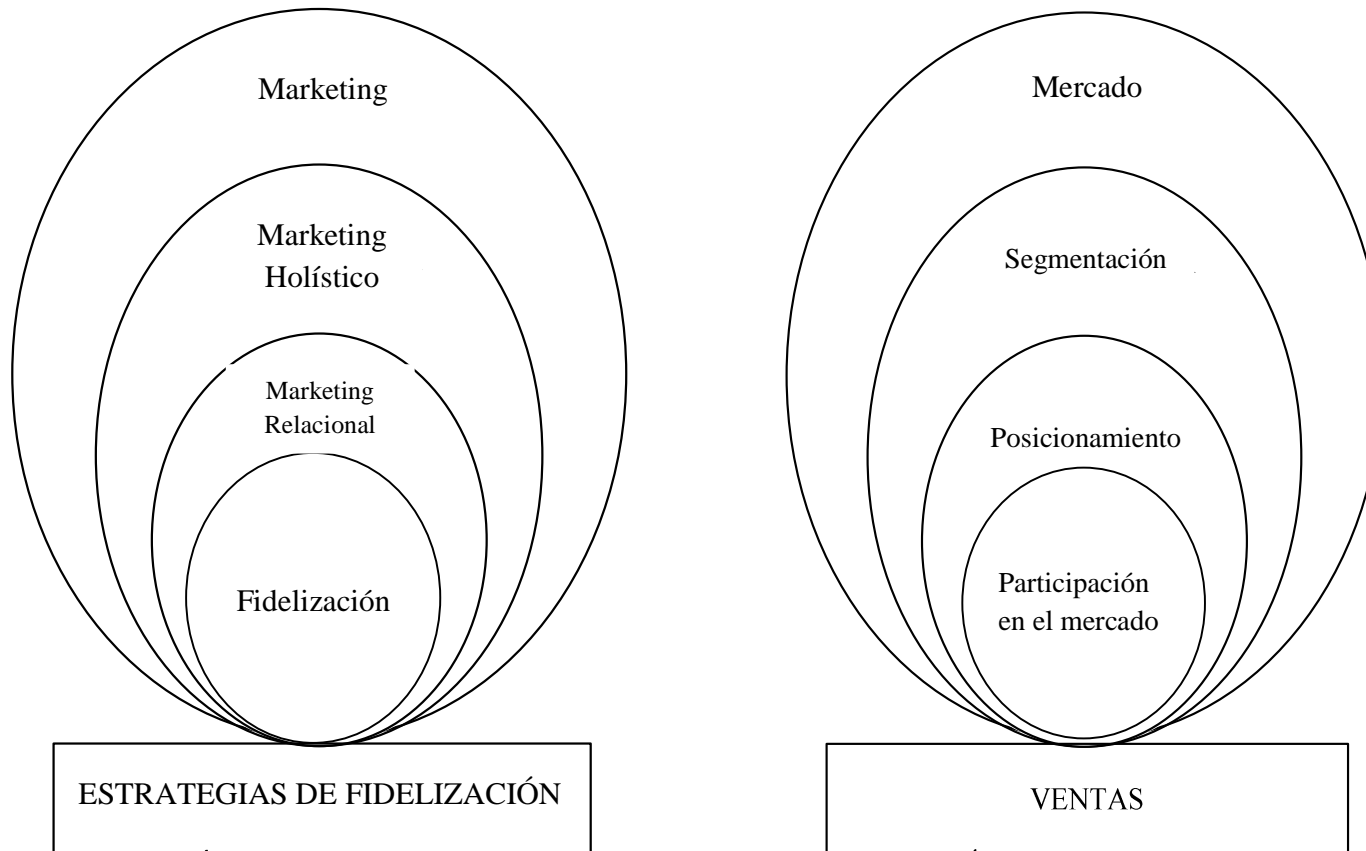 Marketing
Marketing
Holístico
Marketing
Relacional
Fidelización
ESTRATEGIAS DE FIDELIZACIÓN
Mercado
Segmentación
Posicionamiento
Participación
en el mercado
VENTAS